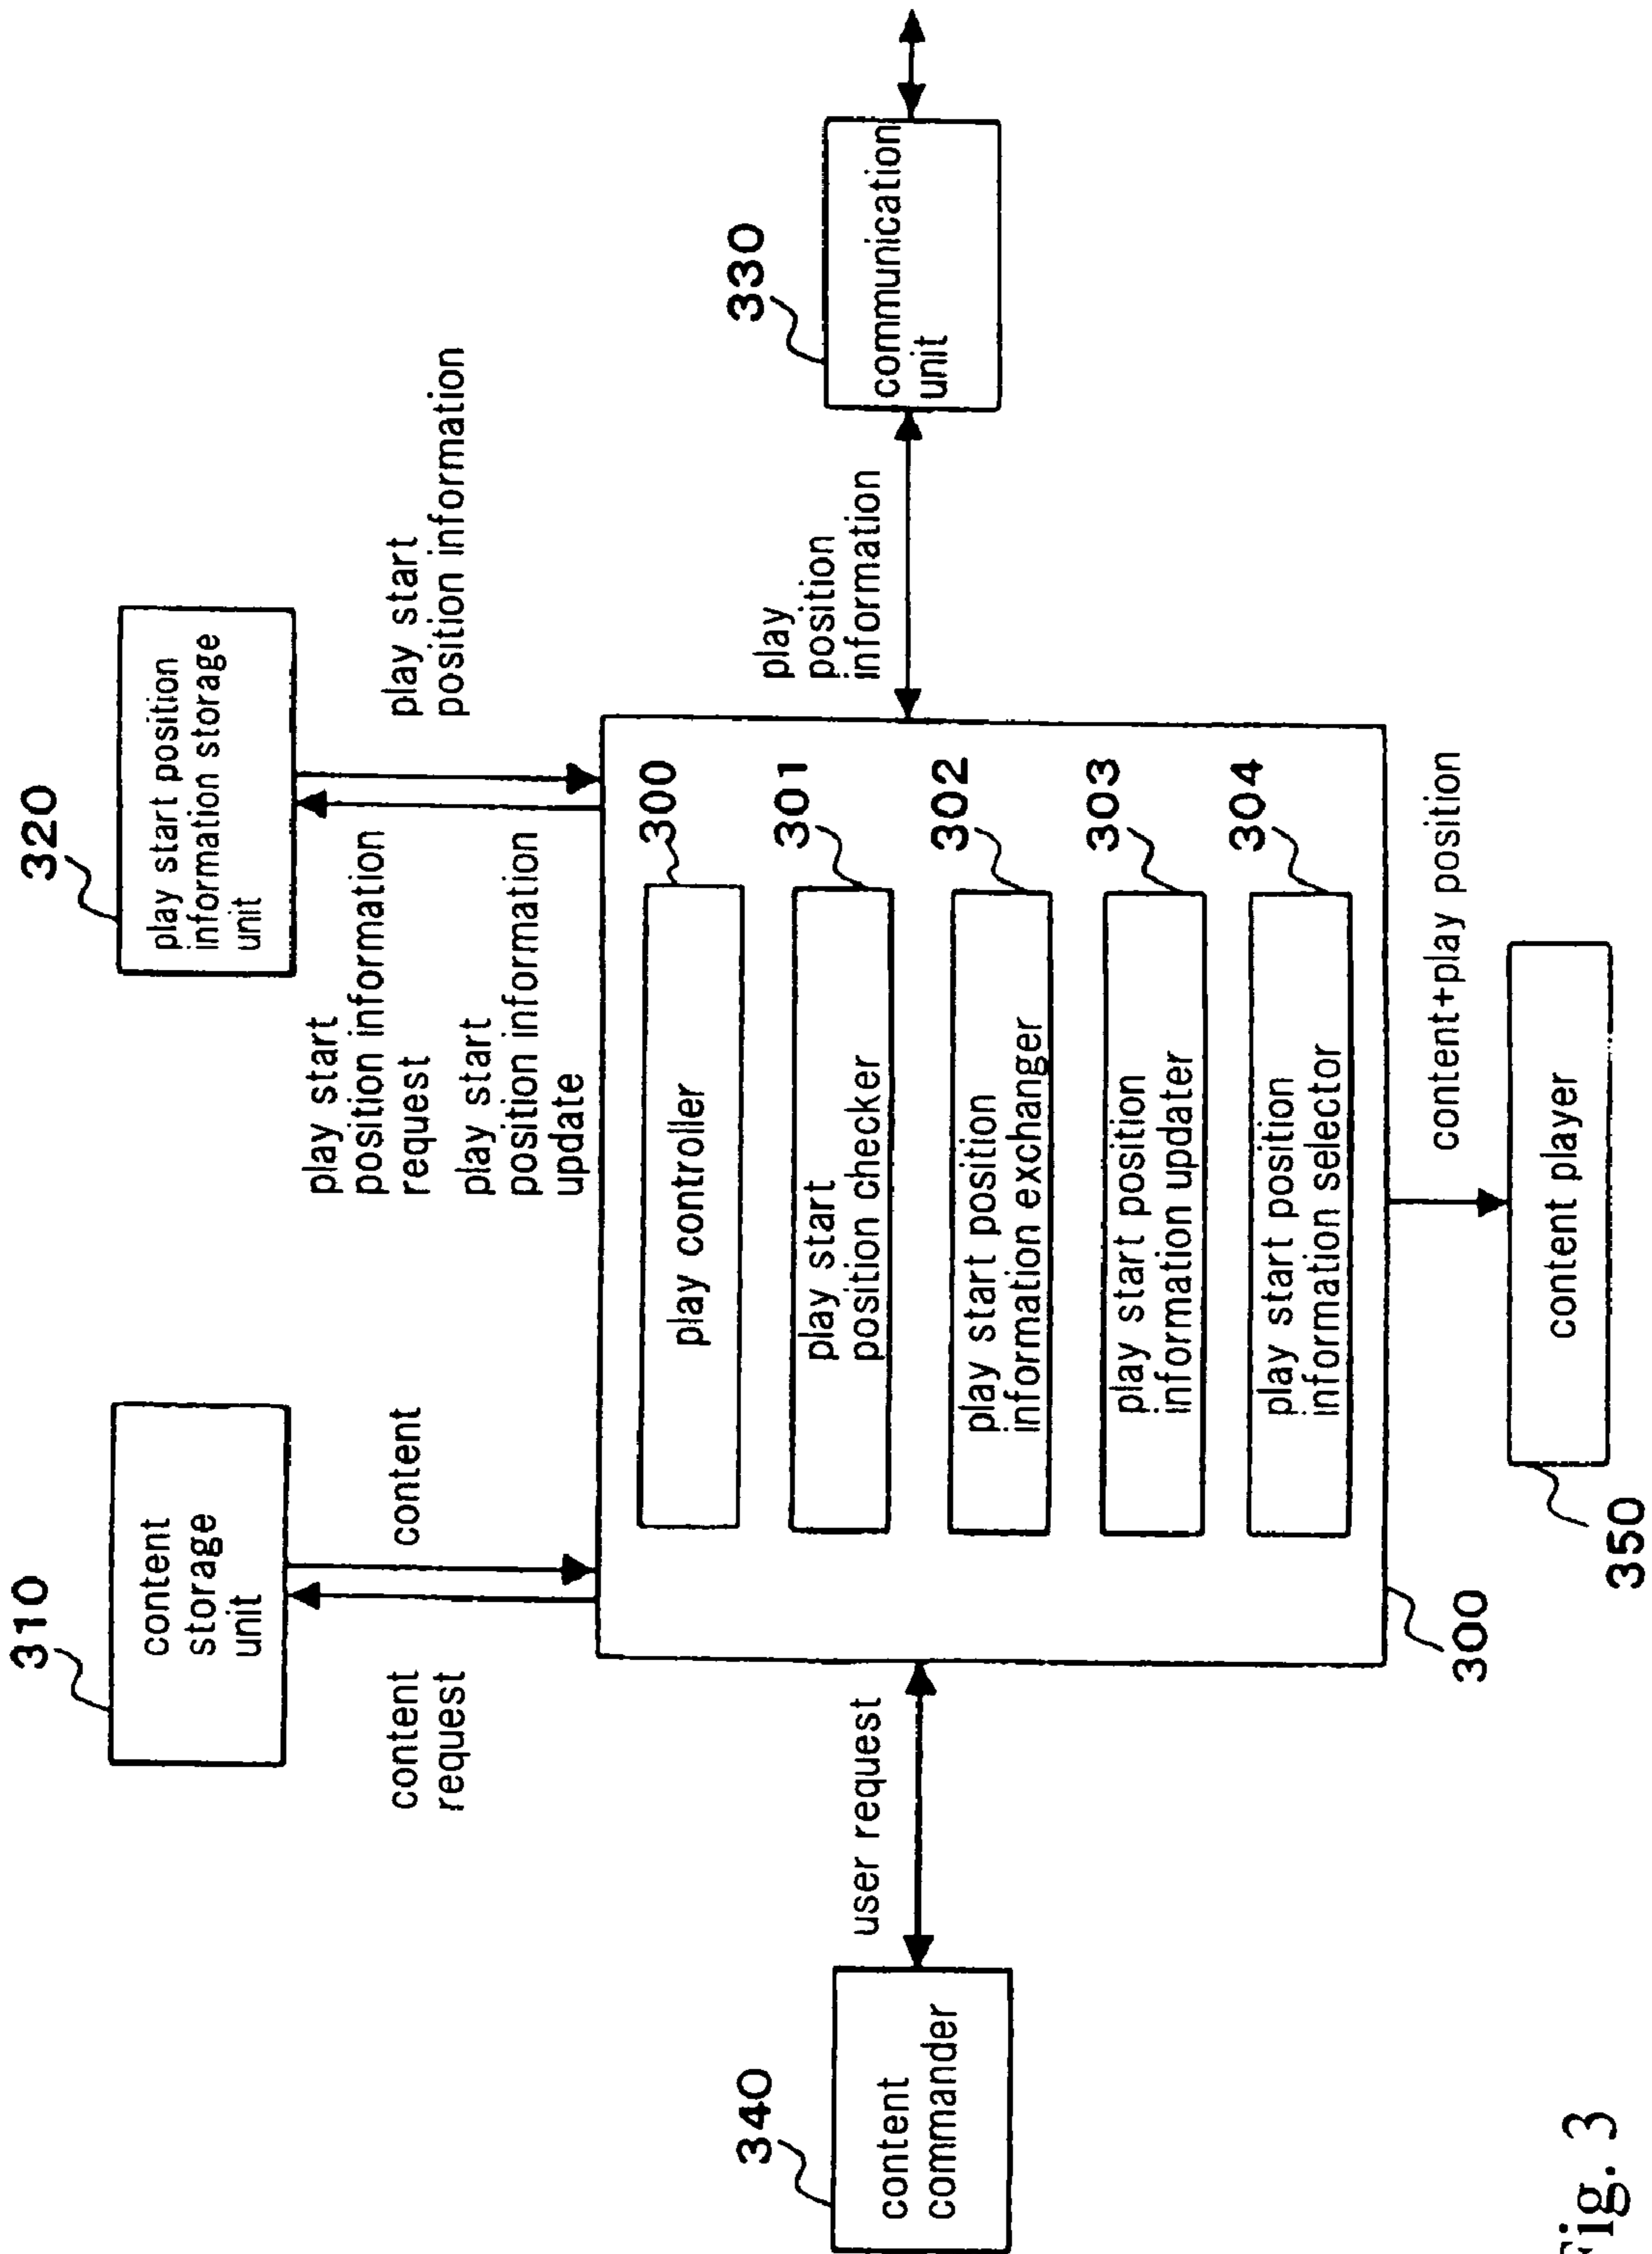 310
content
storage
unit
320
play start position
information storage
unit
content
request
content
play start
position information
request
play start
position information
update
play start
position information
340
content
commander
user request
300
play controller
301
play start
position checker
302
play start position
information exchanger
303
play start position
information updater
304
play start position
information selector
300
play
position
information
330
communication
unit
content+play position
350
content player
Fig. 3